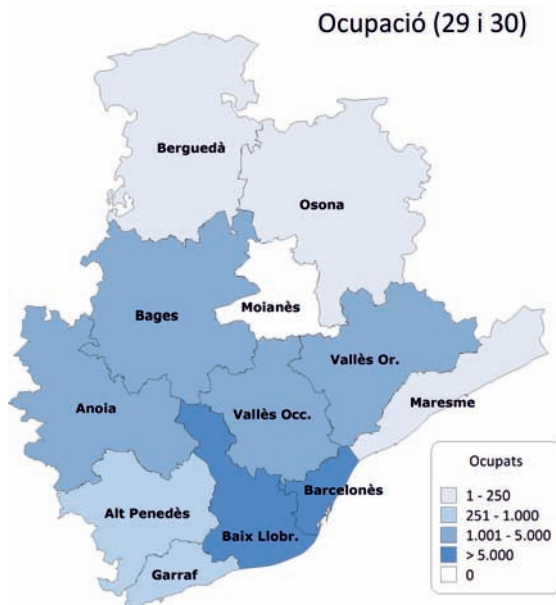 Ocupació (29 i 30)
Berguedà
Osona
Bages
Moianès
Vallès Or.
Anoia
Vallès Occ.
Maresme
Barcelonès
Alt Penedès
Baix Llobr.
Garraf
Ocupats
1 - 250
251 - 1.000
1.001 - 5.000
> 5.000
0